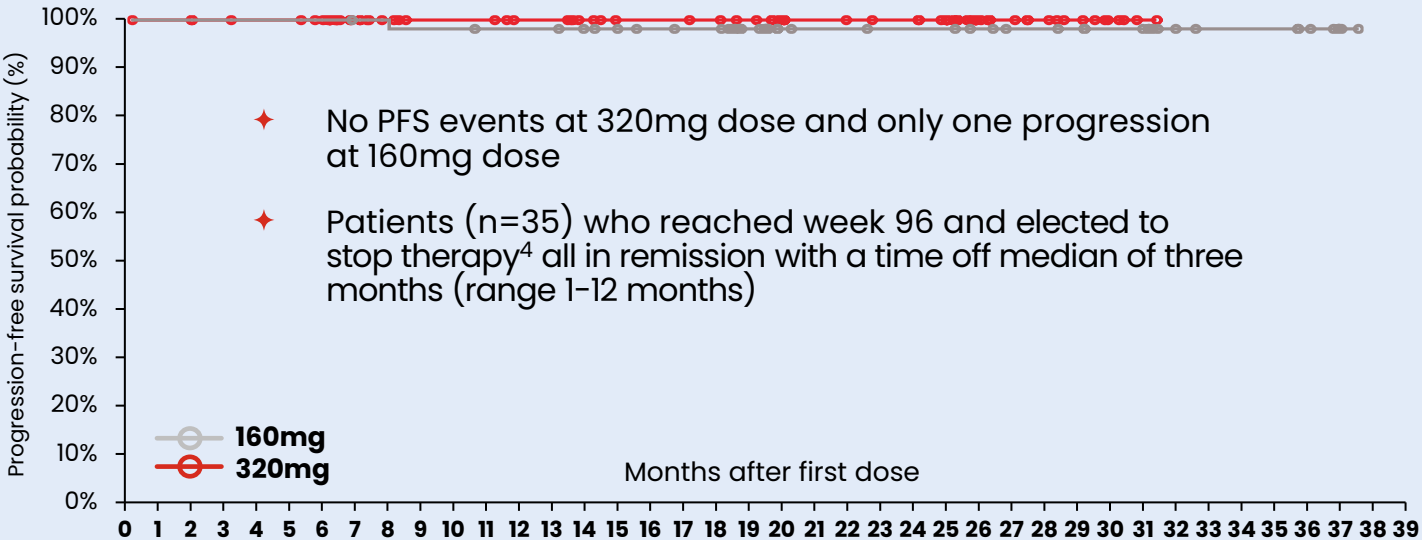 Progression-free survival probability (%)
100%
90%
80%
70%
60%
50%
40%
30%
20%
10%
0%
No PFS events at 320mg dose and only one progression
at 160mg dose
Patients (n=35) who reached week 96 and elected to
stop therapy⁴ all in remission with a time off median of three
months (range 1-12 months)
160mg
320mg
Months after first dose
0 1 2 3 4 5 6 7 8 9 10 11 12 13 14 15 16 17 18 19 20 21 22 23 24 25 26 27 28 29 30 31 32 33 34 35 36 37 38 39